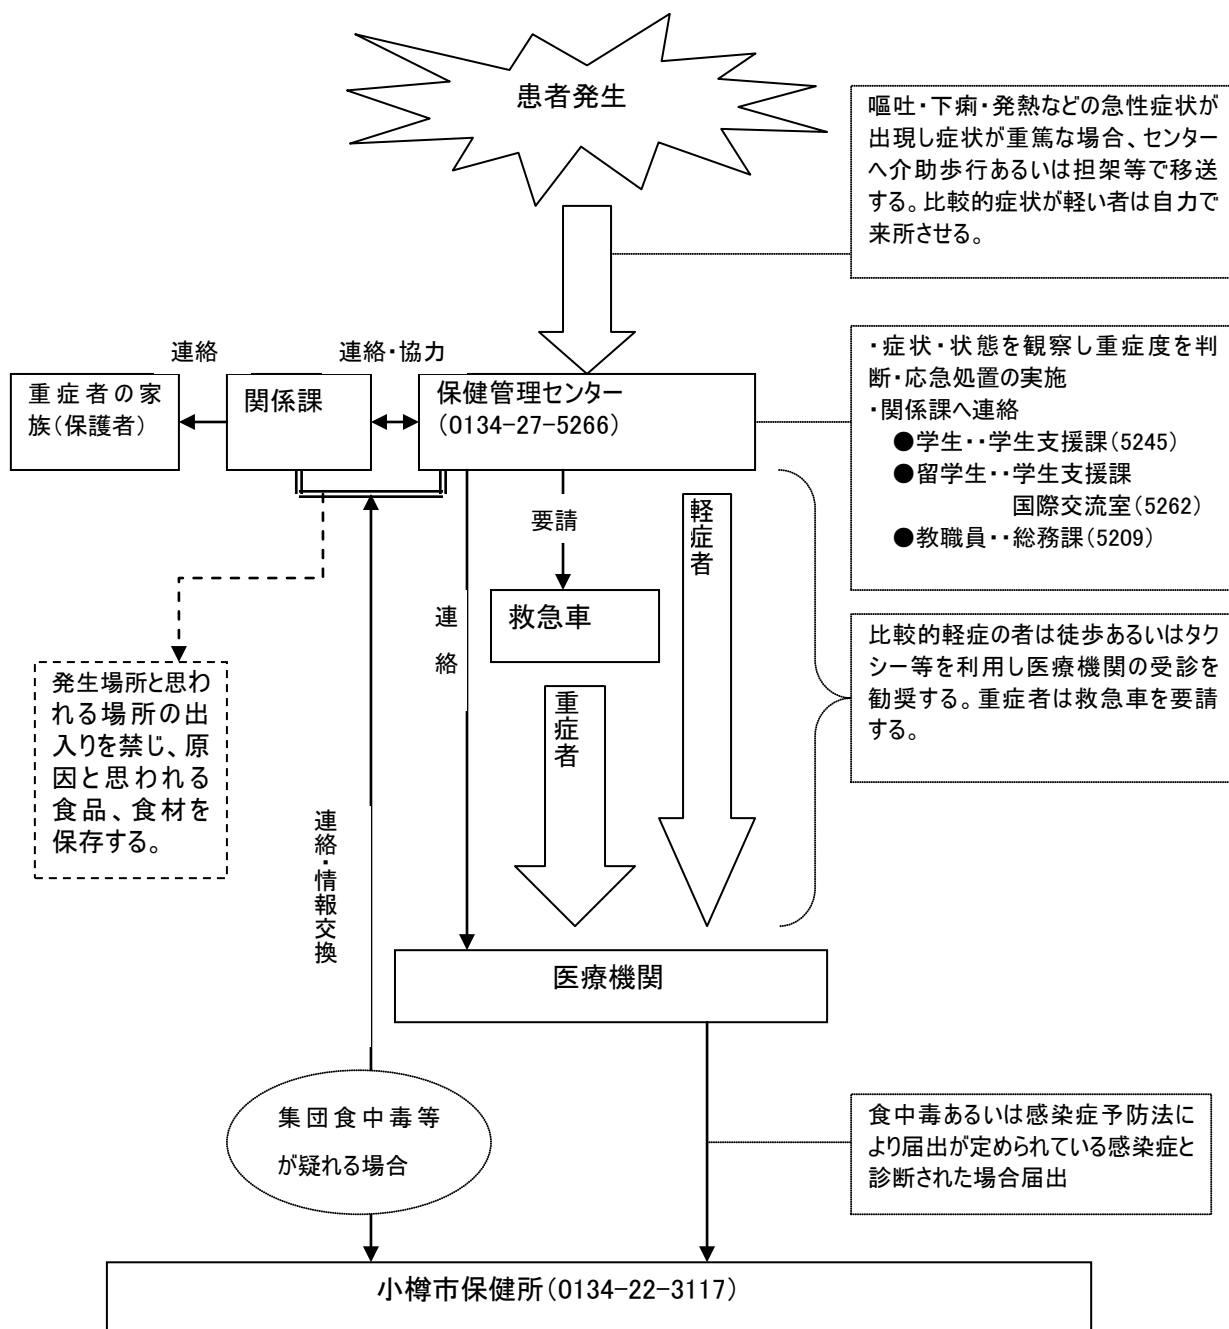 患者発生
嘔吐・下痢・発熱などの急性症状が
出現し症状が重篤な場合、センター
へ介助歩行あるいは担架等で移送
する。比較的症状が軽い者は自力で
来所させる。
連絡
連絡・協力
重症者の家
族(保護者)
関係課
保健管理センター
(0134-27-5266)
・症状・状態を観察し重症度を判
断・応急処置の実施
・関係課へ連絡
●学生・・学生支援課(5245)
●留学生・・学生支援課
国際交流室(5262)
●教職員・・総務課(5209)
要請
軽症者
救急車
連絡
重症者
比較的軽症の者は徒歩あるいはタク
シー等を利用し医療機関の受診を
勧奨する。重症者は救急車を要請
する。
発生場所と思わ
れる場所の出
入りを禁じ、原
因と思われる
食品、食材を
保存する。
連絡・情報交換
医療機関
集団食中毒等
が疑れる場合
食中毒あるいは感染症予防法に
より届出が定められている感染症と
診断された場合届出
小樽市保健所(0134-22-3117)